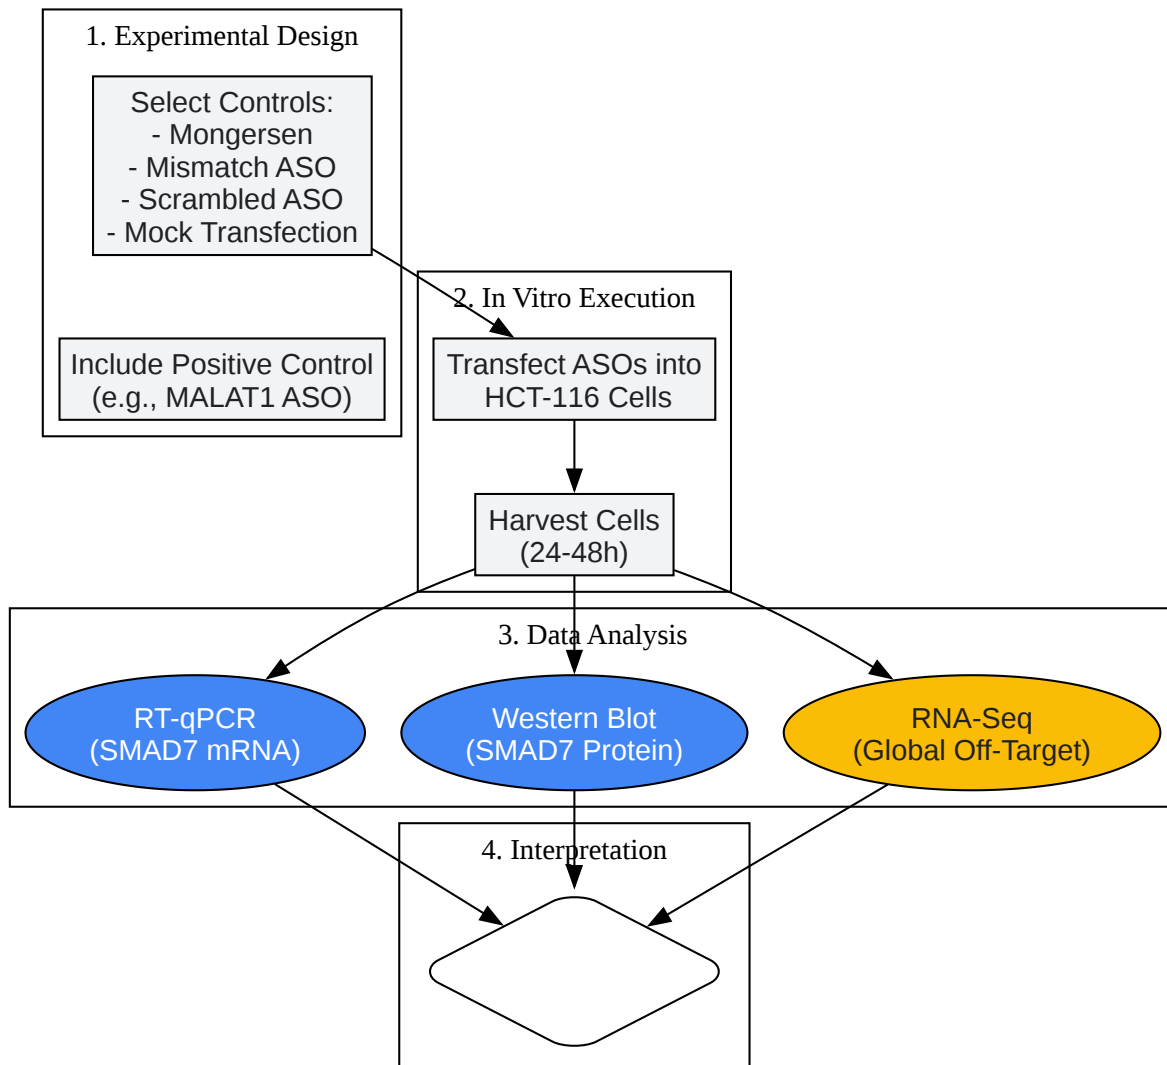 1. Experimental Design
Select Controls:
- Mongersen
- Mismatch ASO
- Scrambled ASO
- Mock Transfection
Include Positive Control
(e.g., MALAT1 ASO)
2. In Vitro Execution
Transfect ASOs into
HCT-116 Cells
Harvest Cells
(24-48h)
3. Data Analysis
RT-qPCR
(SMAD7 mRNA)
Western Blot
(SMAD7 Protein)
RNA-Seq
(Global Off-Target)
4. Interpretation